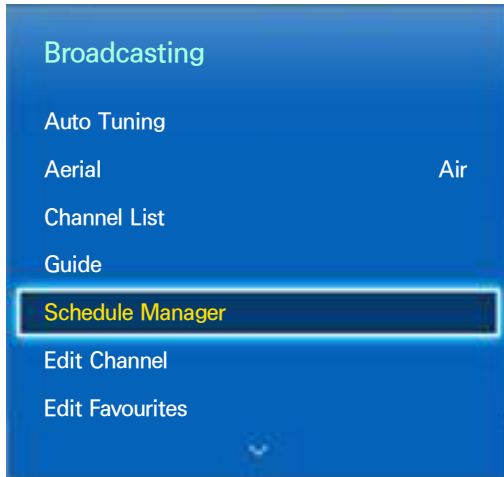 Broadcasting
Auto Tuning
Aerial Air
Channel List
Guide
Schedule Manager
Edit Channel
Edit Favourites